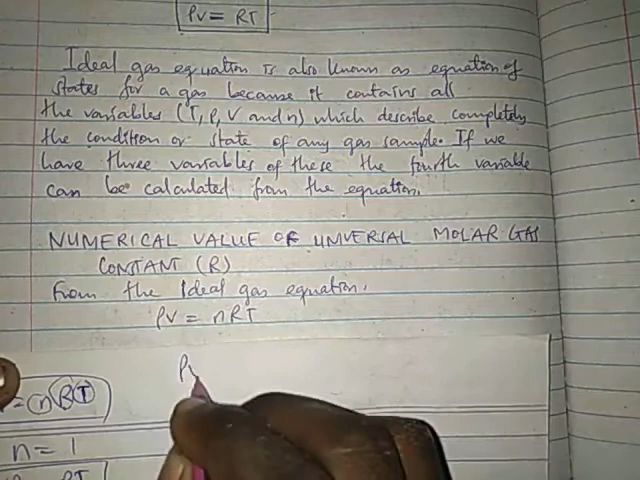 PV = RT
Ideal gas equation is also known as equation of
states for a gas because it contains all
the variables (T, P, V and n) which describe completely
the condition or state of any gas sample. If we
have three variables of these the fourth variable
can be calculated from the equation.
NUMERICAL VALUE OF UNIVERSAL MOLAR GAS
CONTANT (R)
From the Ideal gas equation.
PV = nRT
PV
= n R T
n = 1
RT